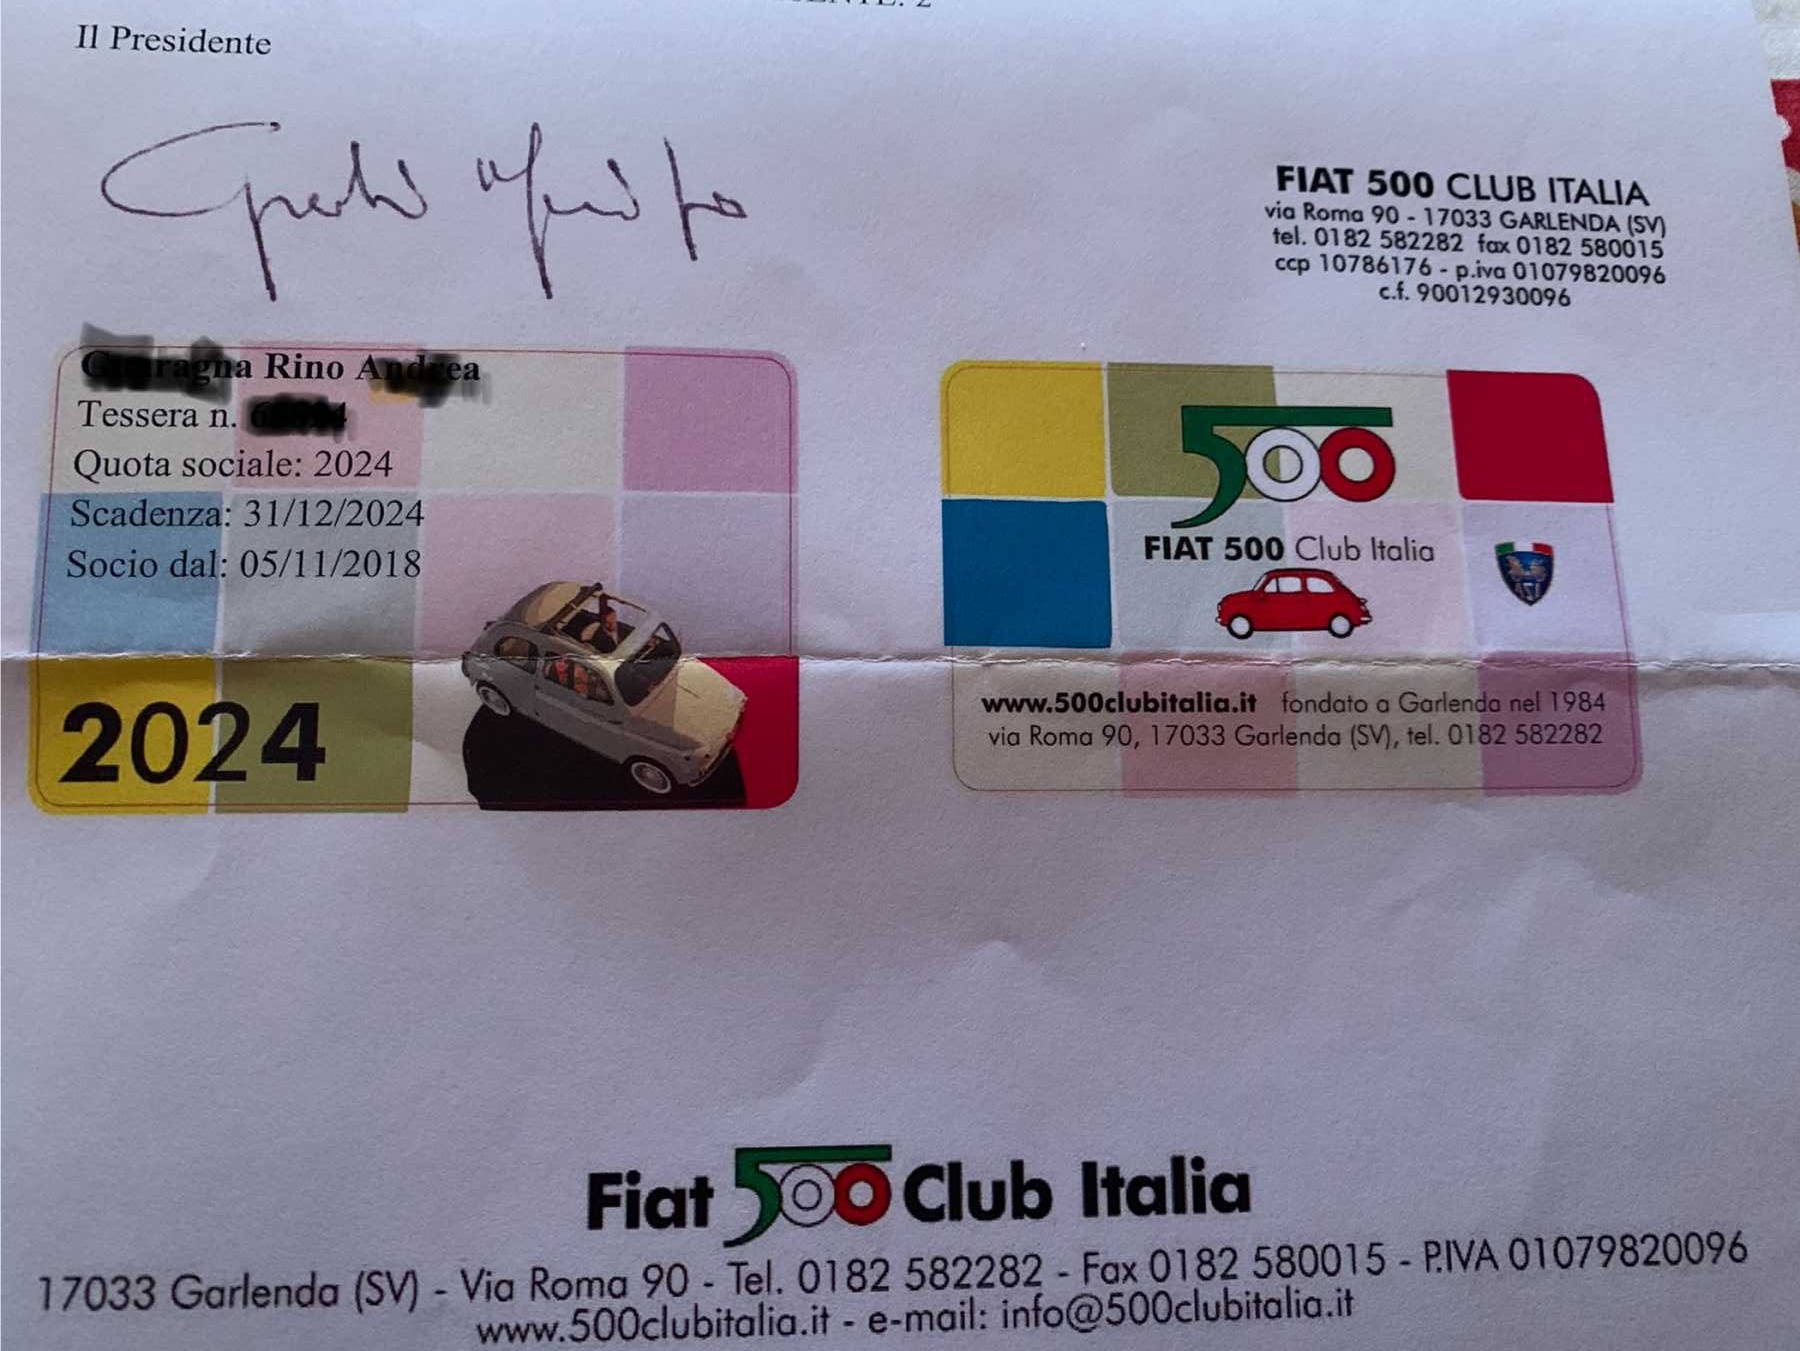 Il Presidente
FIAT 500 CLUB ITALIA
via Roma 90 - 17033 GARLENDA (SV)
tel. 0182 582282 fax 0182 580015
ccp 10786176 - p.iva 01079820096
c.f. 90012930096
Rino
Tessera n.
Quota sociale: 2024
Scadenza: 31/12/2024
Socio dal: 05/11/2018
2024
500
FIAT 500 Club Italia
www.500clubitalia.it fondato a Garlenda nel 1984
via Roma 90, 17033 Garlenda (SV), tel. 0182 582282
Fiat 500 Club Italia
17033 Garlenda (SV) - Via Roma 90 - Tel. 0182 582282 - Fax 0182 580015 - P.IVA 01079820096
www.500clubitalia.it - e-mail: info@500clubitalia.it